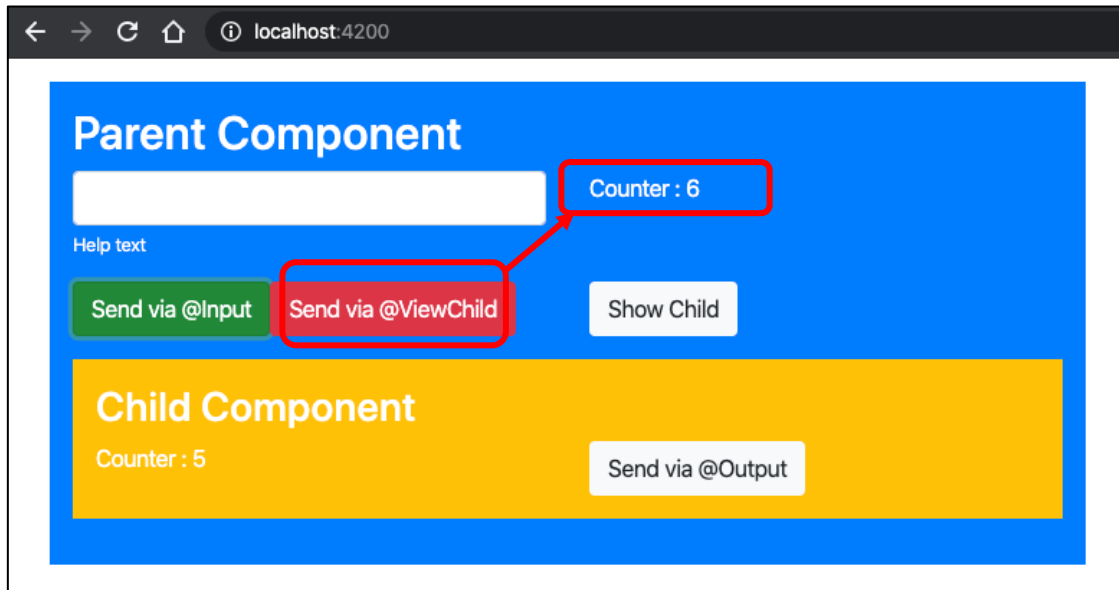 localhost:4200
Parent Component
Counter : 6
Help text
Send via @Input
Send via @ViewChild
Show Child
Child Component
Counter : 5
Send via @Output